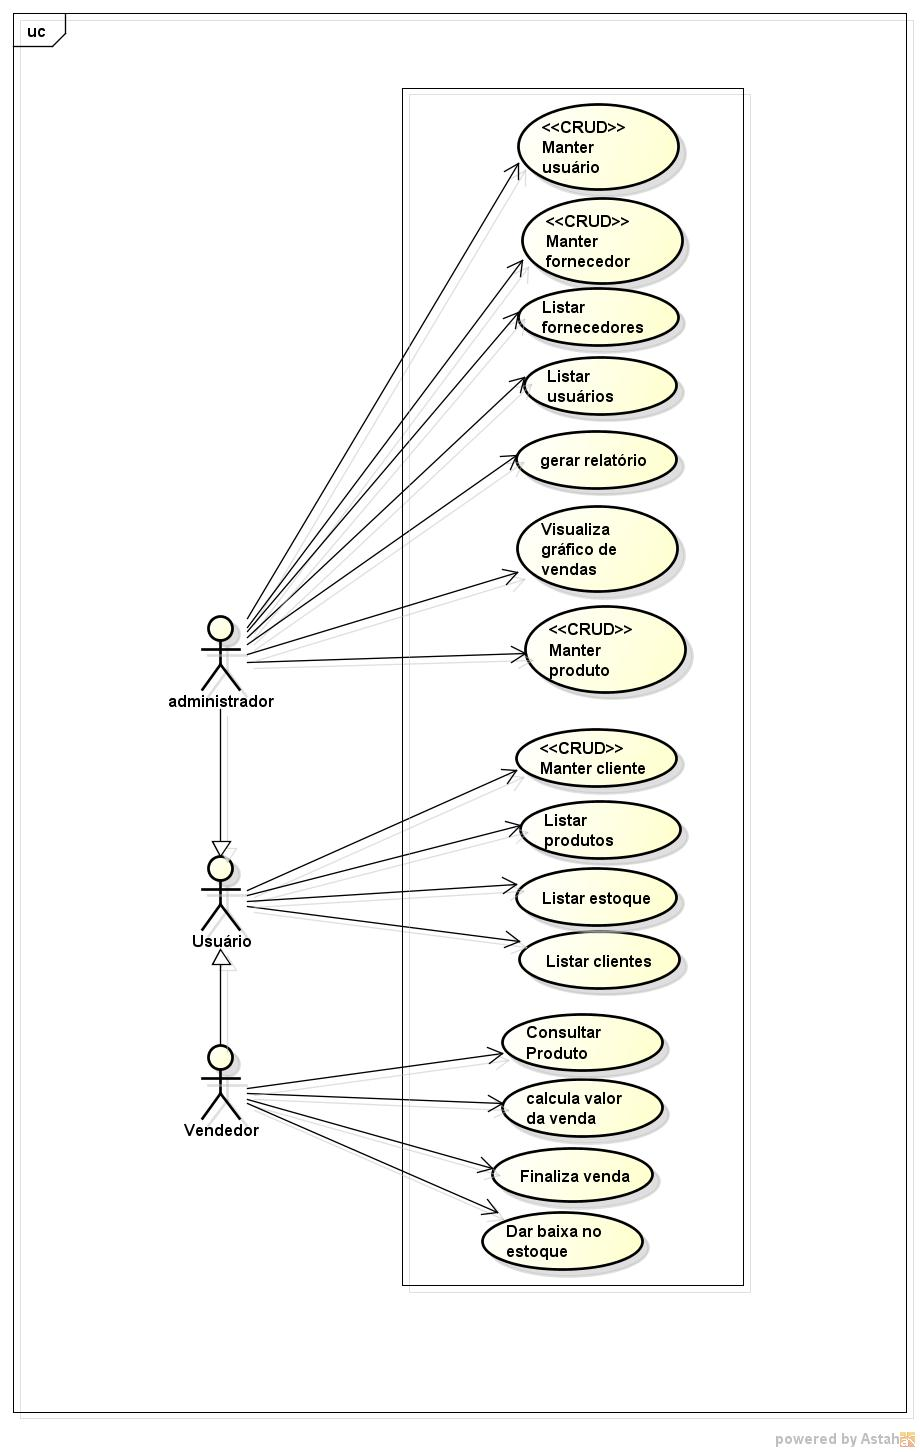 uc
<<CRUD>>
Manter
usuário
<<CRUD>>
Manter
fornecedor
Listar
fornecedores
Listar
usuários
gerar relatório
Visualiza
gráfico de
vendas
<<CRUD>>
Manter
produto
administrador
<<CRUD>>
Manter cliente
Listar
produtos
Listar estoque
Usuário
Listar clientes
Consultar
Produto
calcula valor
da venda
Vendedor
Finaliza venda
Dar baixa no
estoque
powered by Astah